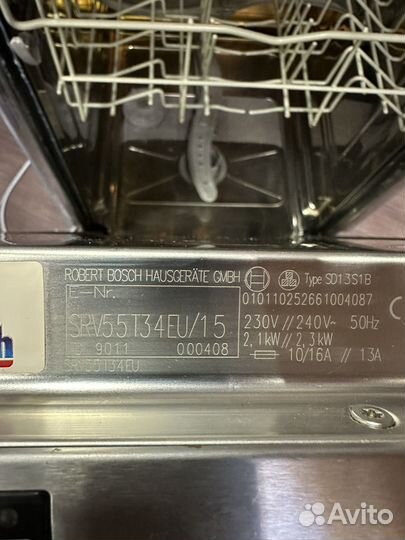 ROBERT BOSCH HAUSGERÄTE GMBH Type SD13S1B
E-Nr. 010110252661004087
SRV55T34EU/15 230V // 240V~ 50Hz
2,1kW // 2,3kW
9011 000408 10/16A // 13A
SRV55T34EU
h
Avito